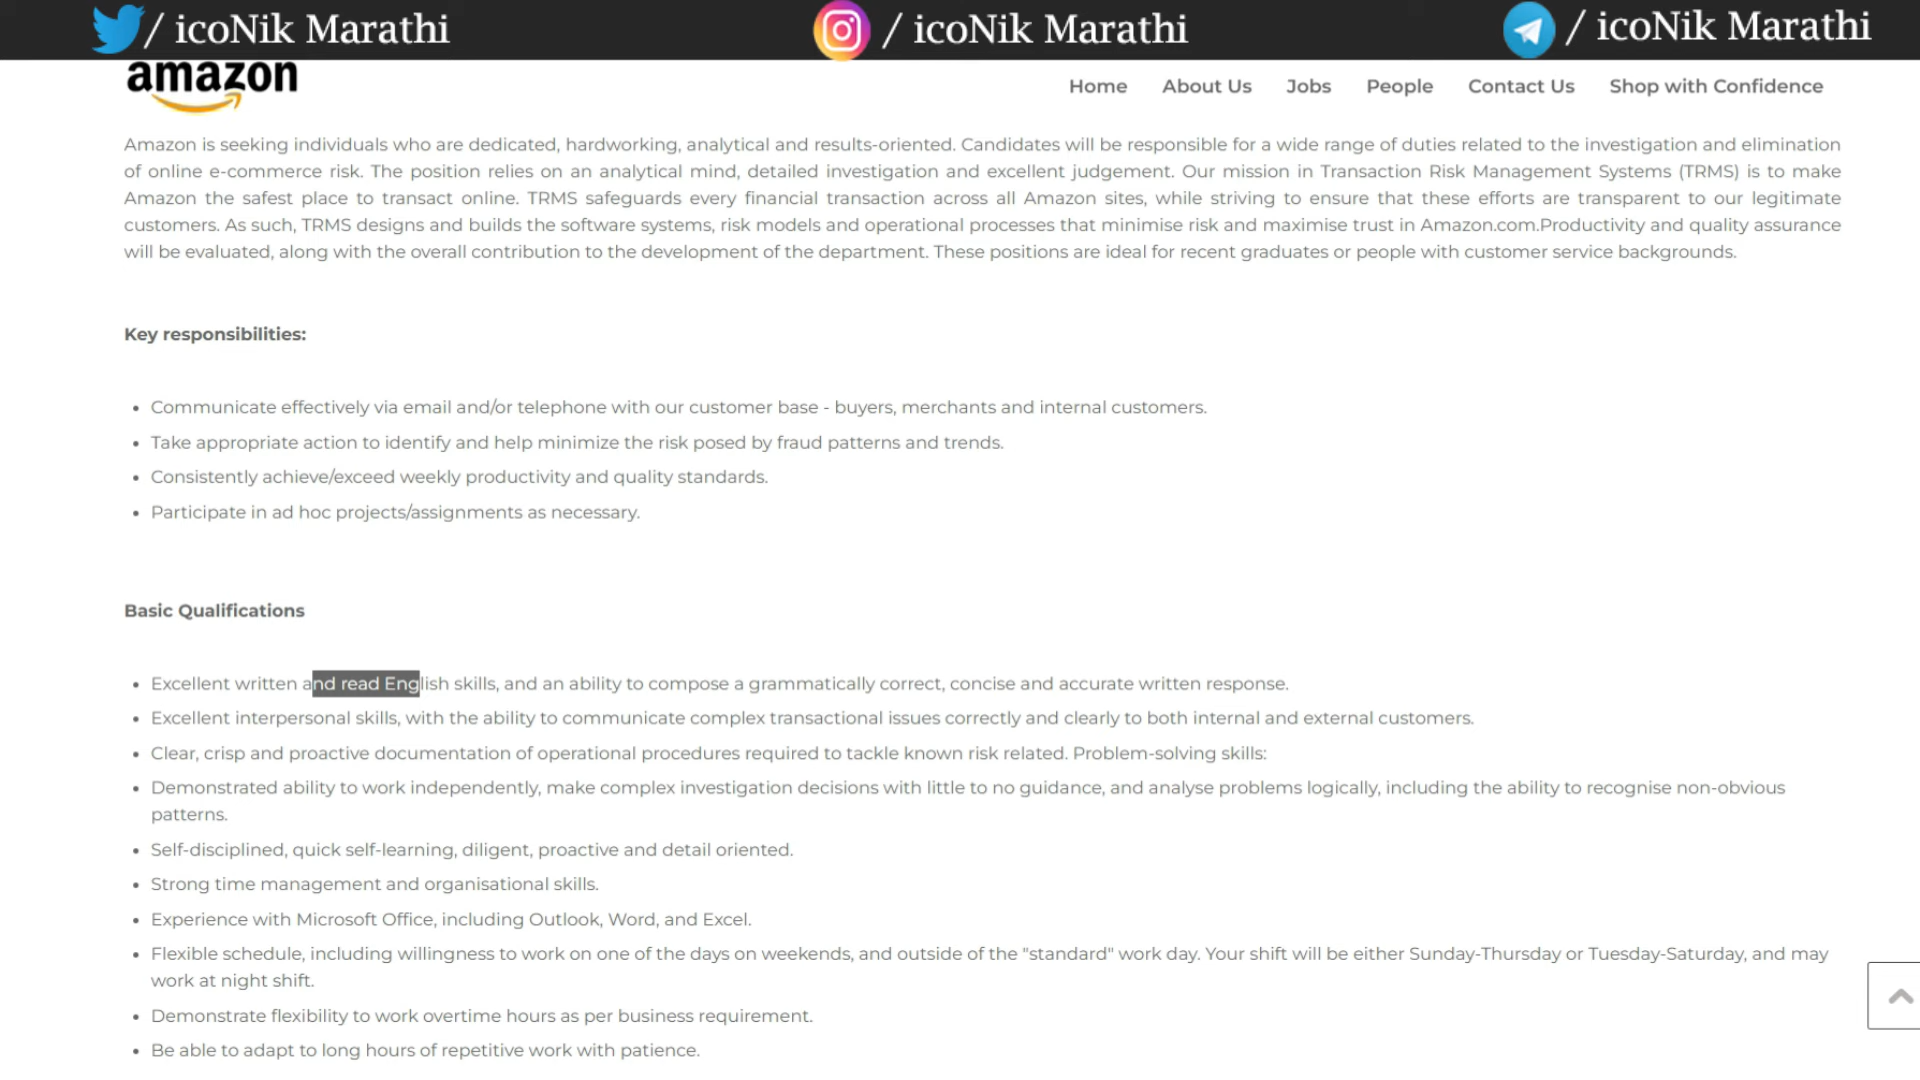 / icoNik Marathi
/ icoNik Marathi
/ icoNik Marathi
amazon
Home About Us Jobs People Contact Us Shop with Confidence
Amazon is seeking individuals who are dedicated, hardworking, analytical and results-oriented. Candidates will be responsible for a wide range of duties related to the investigation and elimination
of online e-commerce risk. The position relies on an analytical mind, detailed investigation and excellent judgement. Our mission in Transaction Risk Management Systems (TRMS) is to make
Amazon the safest place to transact online. TRMS safeguards every financial transaction across all Amazon sites, while striving to ensure that these efforts are transparent to our legitimate
customers. As such, TRMS designs and builds the software systems, risk models and operational processes that minimise risk and maximise trust in Amazon.com.Productivity and quality assurance
will be evaluated, along with the overall contribution to the development of the department. These positions are ideal for recent graduates or people with customer service backgrounds.
Key responsibilities:
• Communicate effectively via email and/or telephone with our customer base - buyers, merchants and internal customers.
• Take appropriate action to identify and help minimize the risk posed by fraud patterns and trends.
• Consistently achieve/exceed weekly productivity and quality standards.
• Participate in ad hoc projects/assignments as necessary.
Basic Qualifications
• Excellent written and read English skills, and an ability to compose a grammatically correct, concise and accurate written response.
• Excellent interpersonal skills, with the ability to communicate complex transactional issues correctly and clearly to both internal and external customers.
• Clear, crisp and proactive documentation of operational procedures required to tackle known risk related. Problem-solving skills:
• Demonstrated ability to work independently, make complex investigation decisions with little to no guidance, and analyse problems logically, including the ability to recognise non-obvious
patterns.
• Self-disciplined, quick self-learning, diligent, proactive and detail oriented.
• Strong time management and organisational skills.
• Experience with Microsoft Office, including Outlook, Word, and Excel.
• Flexible schedule, including willingness to work on one of the days on weekends, and outside of the "standard" work day. Your shift will be either Sunday-Thursday or Tuesday-Saturday, and may
work at night shift.
• Demonstrate flexibility to work overtime hours as per business requirement.
• Be able to adapt to long hours of repetitive work with patience.